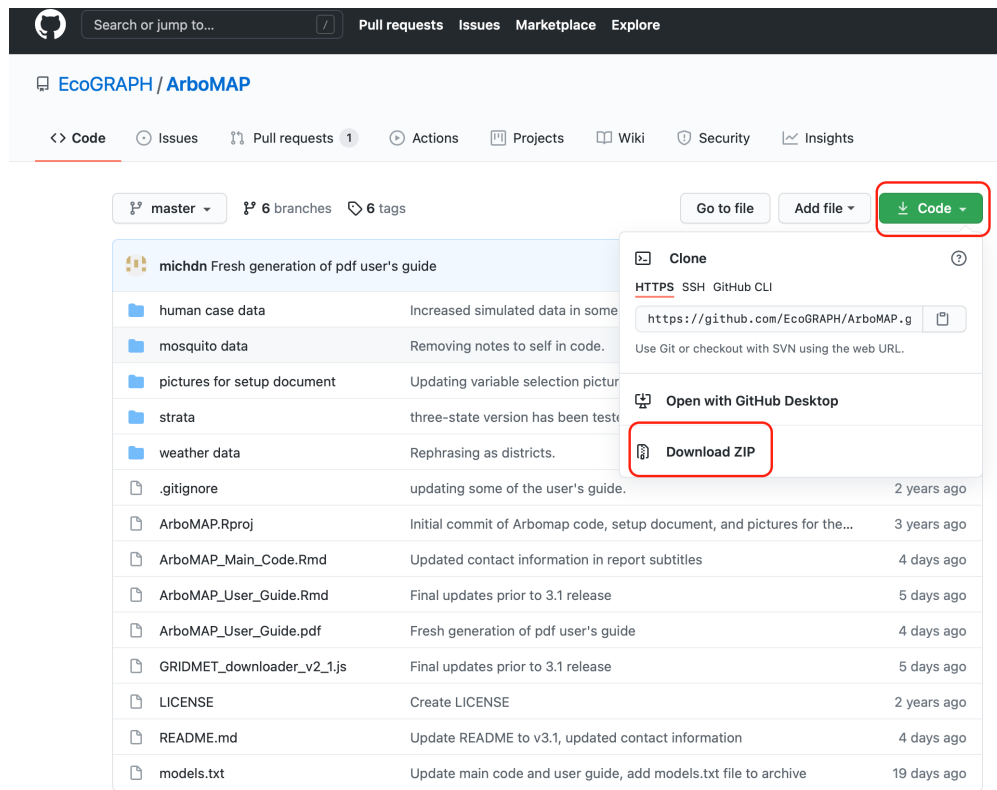 Search or jump to... / Pull requests Issues Marketplace Explore
EcoGRAPH / ArboMAP
<> Code Issues Pull requests 1 Actions Projects Wiki Security Insights
master 6 branches 6 tags Go to file Add file Code
michdn Fresh generation of pdf user's guide
Clone
HTTPS SSH GitHub CLI
https://github.com/EcoGRAPH/ArboMAP.g
Use Git or checkout with SVN using the web URL.
Open with GitHub Desktop
Download ZIP
human case data Increased simulated data in some
mosquito data Removing notes to self in code.
pictures for setup document Updating variable selection pictur
strata three-state version has been teste
weather data Rephrasing as districts.
.gitignore updating some of the user's guide. 2 years ago
ArboMAP.Rproj Initial commit of Arbomap code, setup document, and pictures for the... 3 years ago
ArboMAP_Main_Code.Rmd Updated contact information in report subtitles 4 days ago
ArboMAP_User_Guide.Rmd Final updates prior to 3.1 release 5 days ago
ArboMAP_User_Guide.pdf Fresh generation of pdf user's guide 4 days ago
GRIDMET_downloader_v2_1.js Final updates prior to 3.1 release 5 days ago
LICENSE Create LICENSE 2 years ago
README.md Update README to v3.1, updated contact information 4 days ago
models.txt Update main code and user guide, add models.txt file to archive 19 days ago